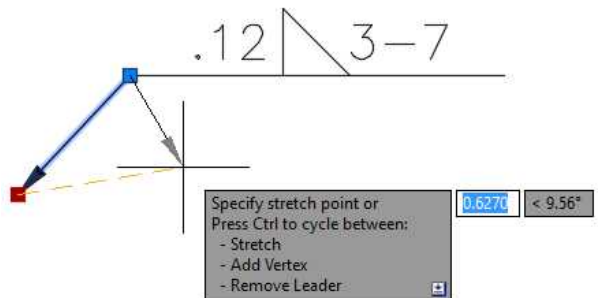 .12 3-7
Specify stretch point or
0.6270 < 9.56°
Press Ctrl to cycle between:
- Stretch
- Add Vertex
- Remove Leader